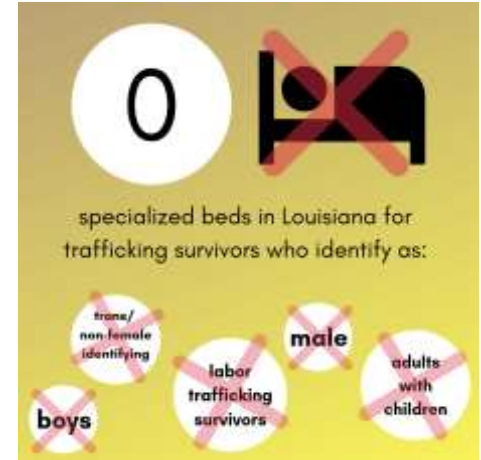 0
specialized beds in Louisiana for
trafficking survivors who identify as:
trans/
non-female
identifying
male
labor
trafficking
survivors
adults
with
children
boys